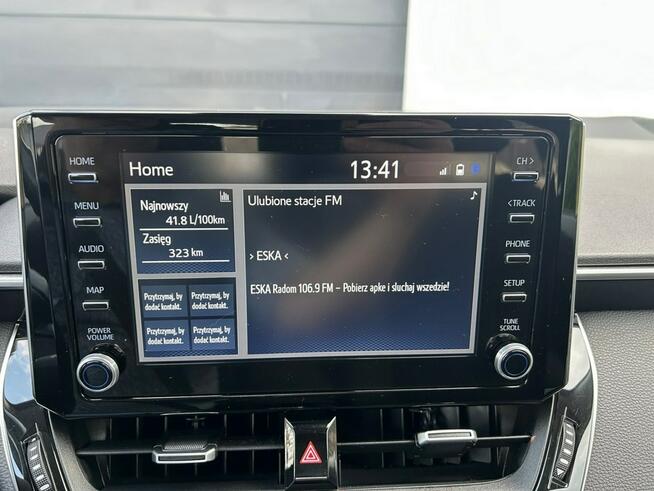 HOME
MENU
AUDIO
MAP
POWER
VOLUME
Home
13:41
Najnowszy
41.8 L/100km
Zasięg
323 km
Przytrzymaj, by
dodać kontakt.
Przytrzymaj, by
dodać kontakt.
Przytrzymaj, by
dodać kontakt.
Przytrzymaj, by
dodać kontakt.
Ulubione stacje FM
> ESKA <
ESKA Radom 106.9 FM – Pobierz apke i sluchaj wszedzie!
CH >
< TRACK
PHONE
SETUP
TUNE
SCROLL